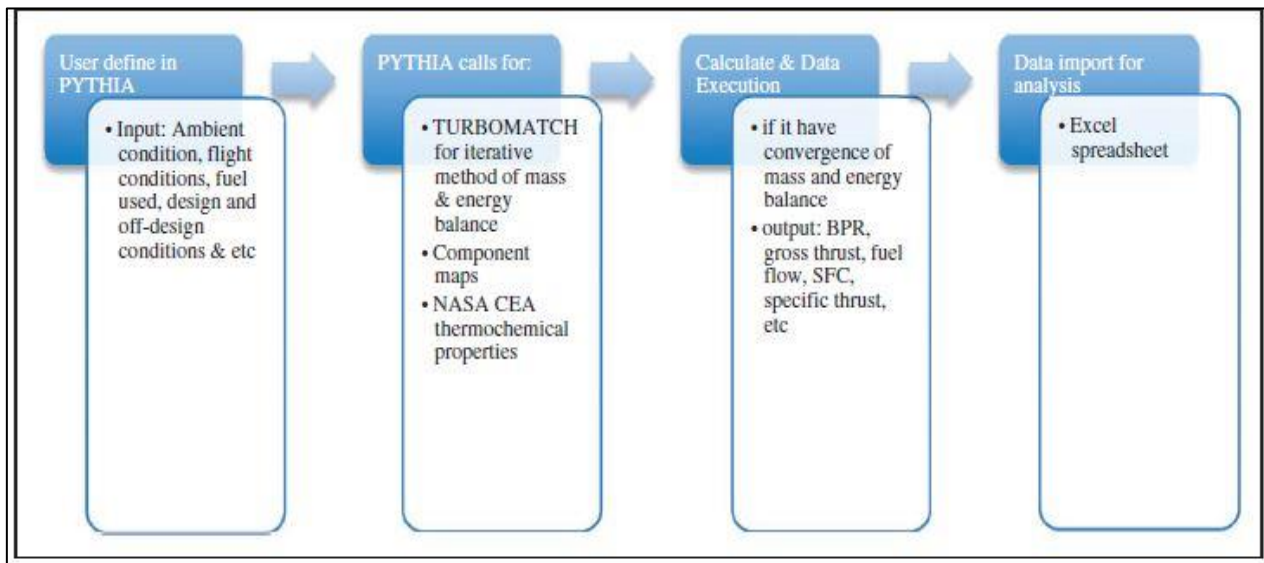 User define in
PYTHIA
• Input: Ambient
condition, flight
conditions, fuel
used, design and
off-design
conditions & etc
PYTHIA calls for:
• TURBOMATCH
for iterative
method of mass
& energy
balance
• Component
maps
• NASA CEA
thermochemical
properties
Calculate & Data
Execution
• if it have
convergence of
mass and energy
balance
• output: BPR,
gross thrust, fuel
flow, SFC,
specific thrust,
etc
Data import for
analysis
• Excel
spreadsheet